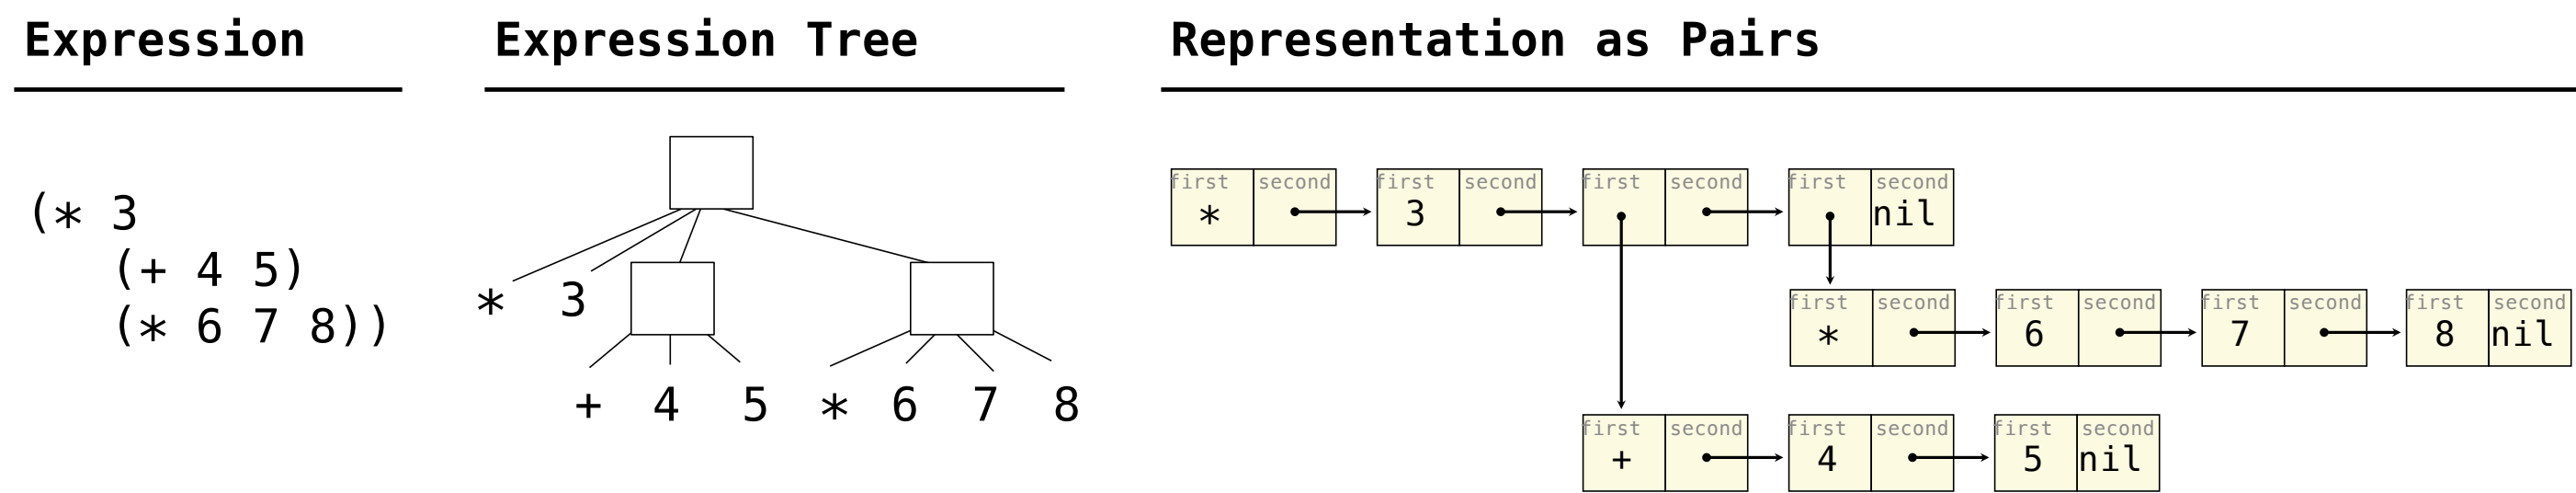 Expression
(* 3
(+ 4 5)
(* 6 7 8))
Expression Tree
* 3
+ 4 5 * 6 7 8
Representation as Pairs
first second first second first second first second
* 3 nil
first second first second first second first second
* 6 7 8 nil
first second first second first second
+ 4 5 nil